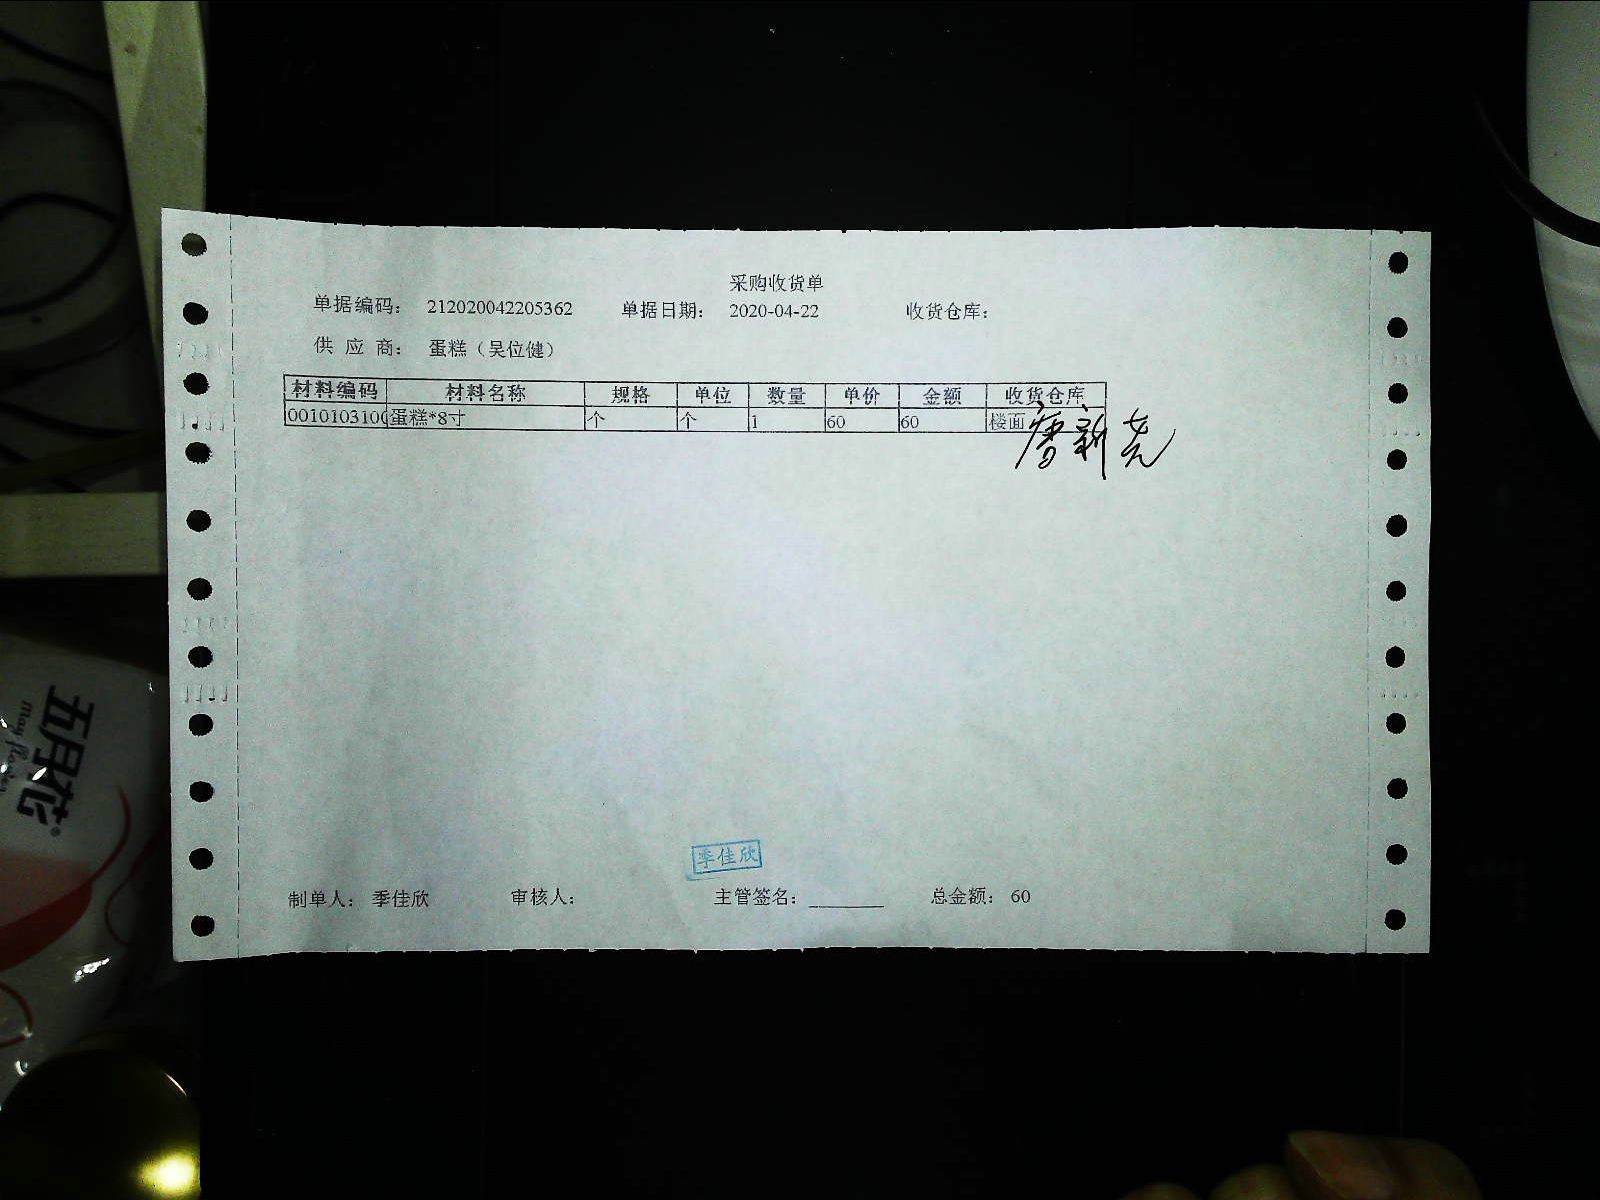 采购收货单
单据编码： 212020042205362 单据日期： 2020-04-22 收货仓库：
供 应 商： 蛋糕（吴位健）
材料编码 材料名称 规格 单位 数量 单价 金额 收货仓库
0010103100 蛋糕*8寸 个 个 1 60 60 楼面
季佳欣
制单人： 季佳欣 审核人： 主管签名： ________ 总金额： 60
五月花